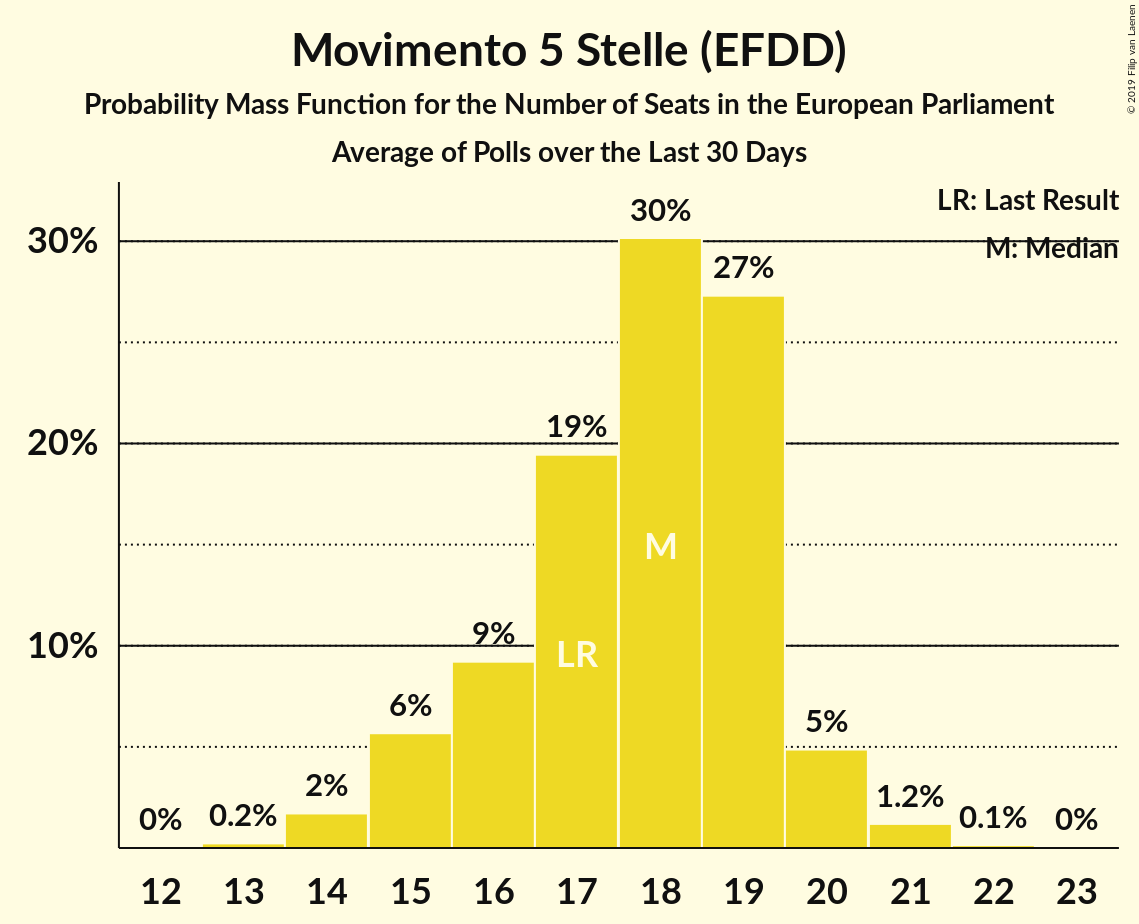 Movimento 5 Stelle (EFDD)
Probability Mass Function for the Number of Seats in the European Parliament
Average of Polls over the Last 30 Days
© 2019 Filip van Laenen
LR: Last Result
M: Median
30%
20%
10%
0%
0.2%
2%
6%
9%
19%
30%
27%
5%
1.2%
0.1%
0%
LR
M
12 13 14 15 16 17 18 19 20 21 22 23